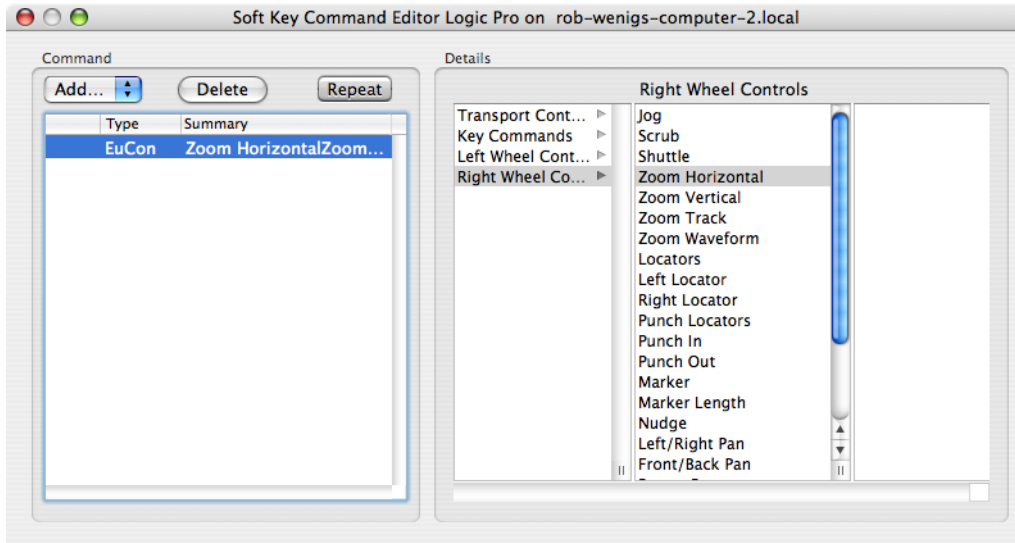 Soft Key Command Editor Logic Pro on rob-wenigs-computer-2.local
Command
Add...
Delete
Repeat
Type Summary
EuCon Zoom HorizontalZoom...
Details
Right Wheel Controls
Transport Cont...
Key Commands
Left Wheel Cont...
Right Wheel Co...
Jog
Scrub
Shuttle
Zoom Horizontal
Zoom Vertical
Zoom Track
Zoom Waveform
Locators
Left Locator
Right Locator
Punch Locators
Punch In
Punch Out
Marker
Marker Length
Nudge
Left/Right Pan
Front/Back Pan